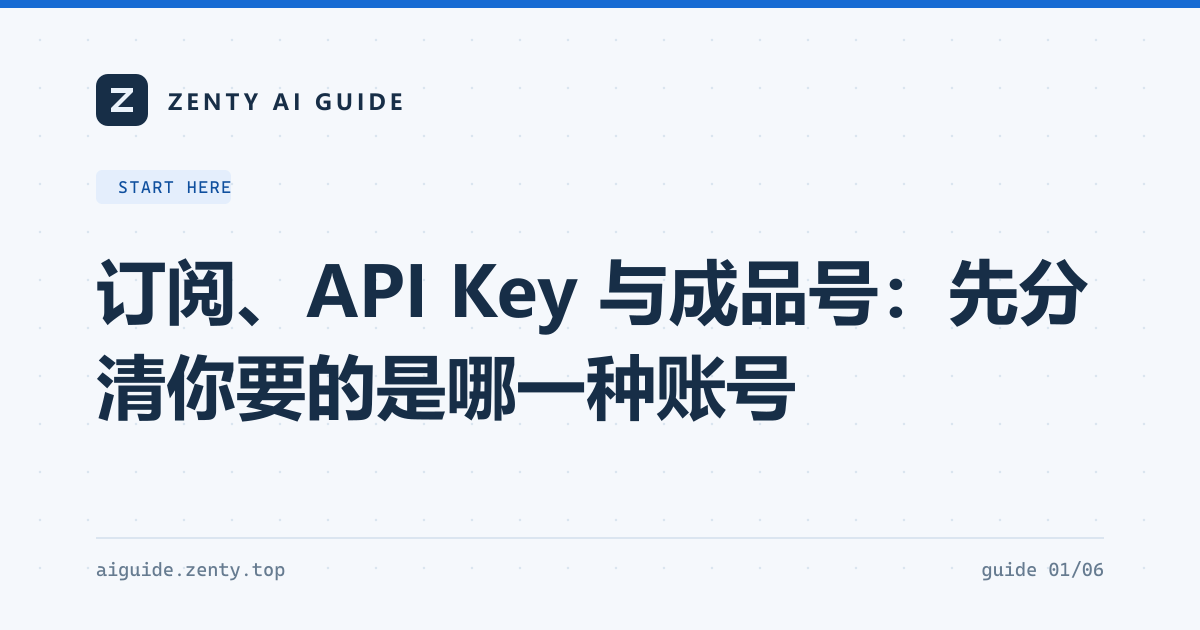 Z ZENTY AI GUIDE
START HERE
订阅、API Key 与成品号：先分
清你要的是哪一种账号
aiguide.zenty.top
guide 01/06